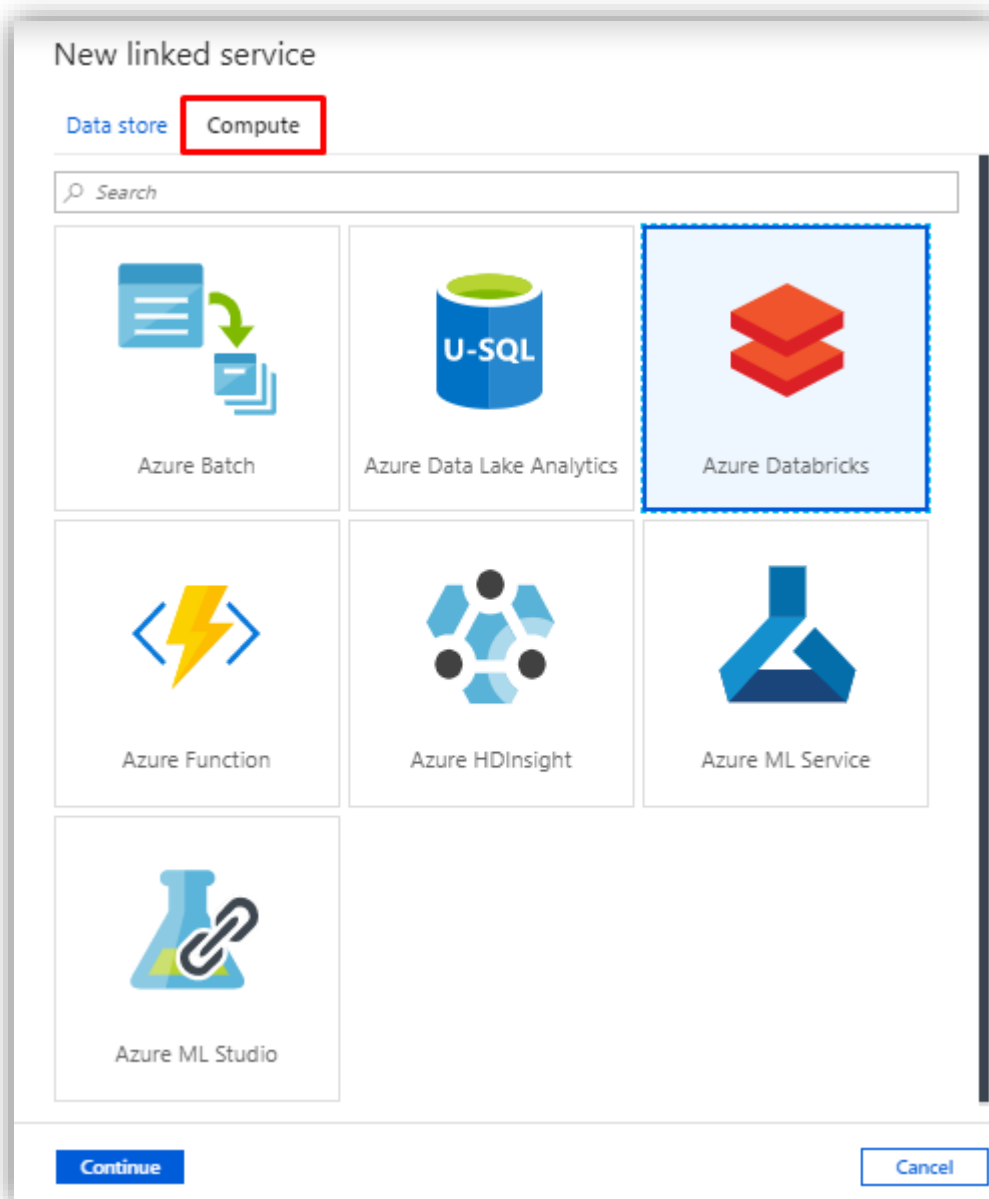 New linked service
Data store Compute
Search
Azure Batch
U-SQL
Azure Data Lake Analytics
Azure Databricks
Azure Function
Azure HDInsight
Azure ML Service
Azure ML Studio
Continue Cancel